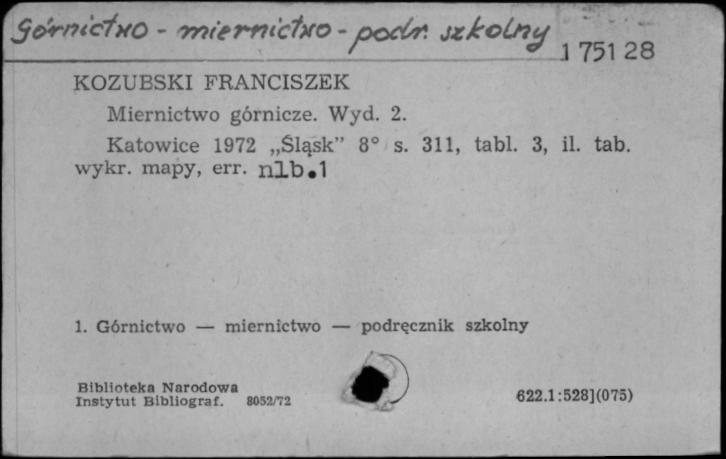 Górnictwo - miernictwo - podr. szkolny
1 751 28
KOZUBSKI FRANCISZEK
Miernictwo górnicze. Wyd. 2.
Katowice 1972 „Śląsk” 8° s. 311, tabl. 3, il. tab.
wykr. mapy, err. nlb.1
1. Górnictwo — miernictwo — podręcznik szkolny
Biblioteka Narodowa
Instytut Bibliograf. 8052/72
622.1:528](075)